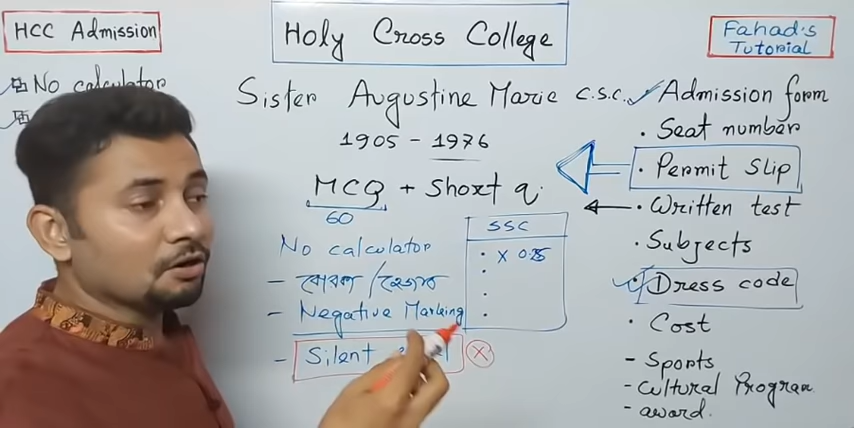 HCC Admission
No calculator
Holy Cross College
Sister Augustine Marie C.S.C.
1905 - 1976
MCQ + Short q.
60
No calculator
- Negative Marking
- Silent
SSC
· X 0.25
Fahad's
Tutorial
Admission form
· Seat number
· Permit Slip
· Written test
· Subjects
· Dress code
· Cost
- Sports
- Cultural Program
- award.